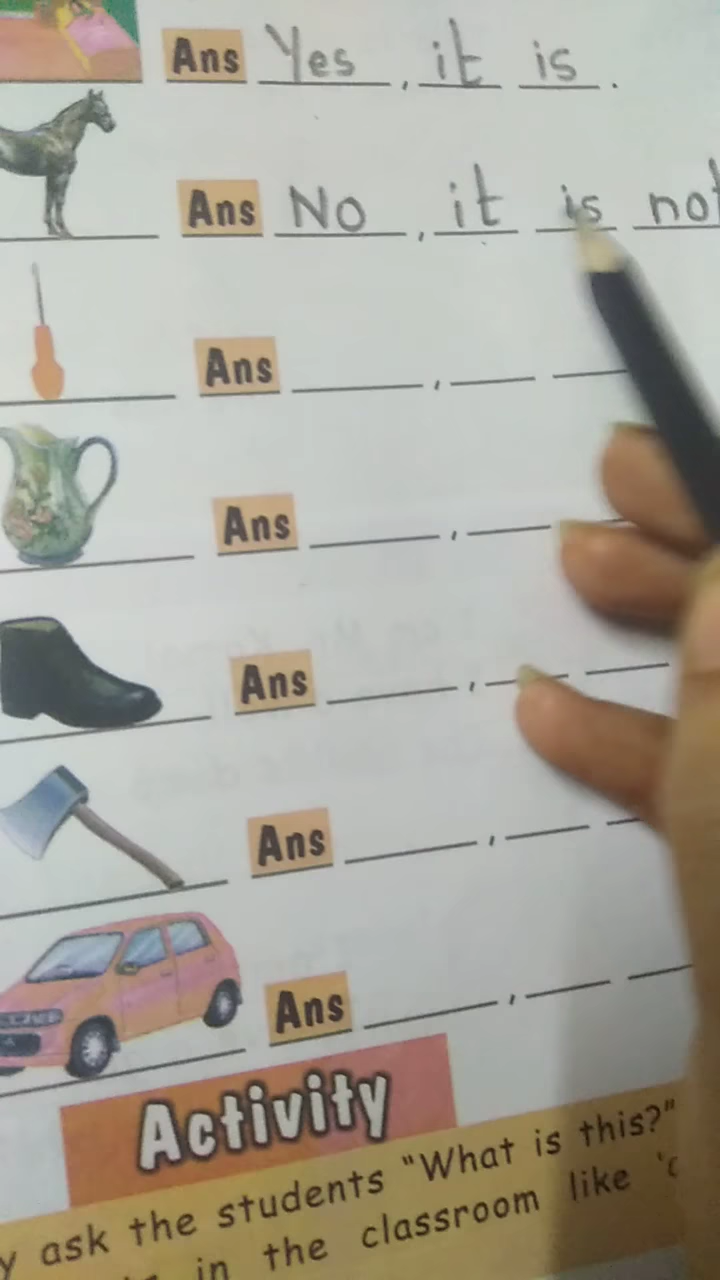 Ans Yes, it is.
Ans No, it is not
Ans ,
Ans ,
Ans ,
Ans ,
Ans ,
Activity
ask the students "What is this?"
in the classroom like